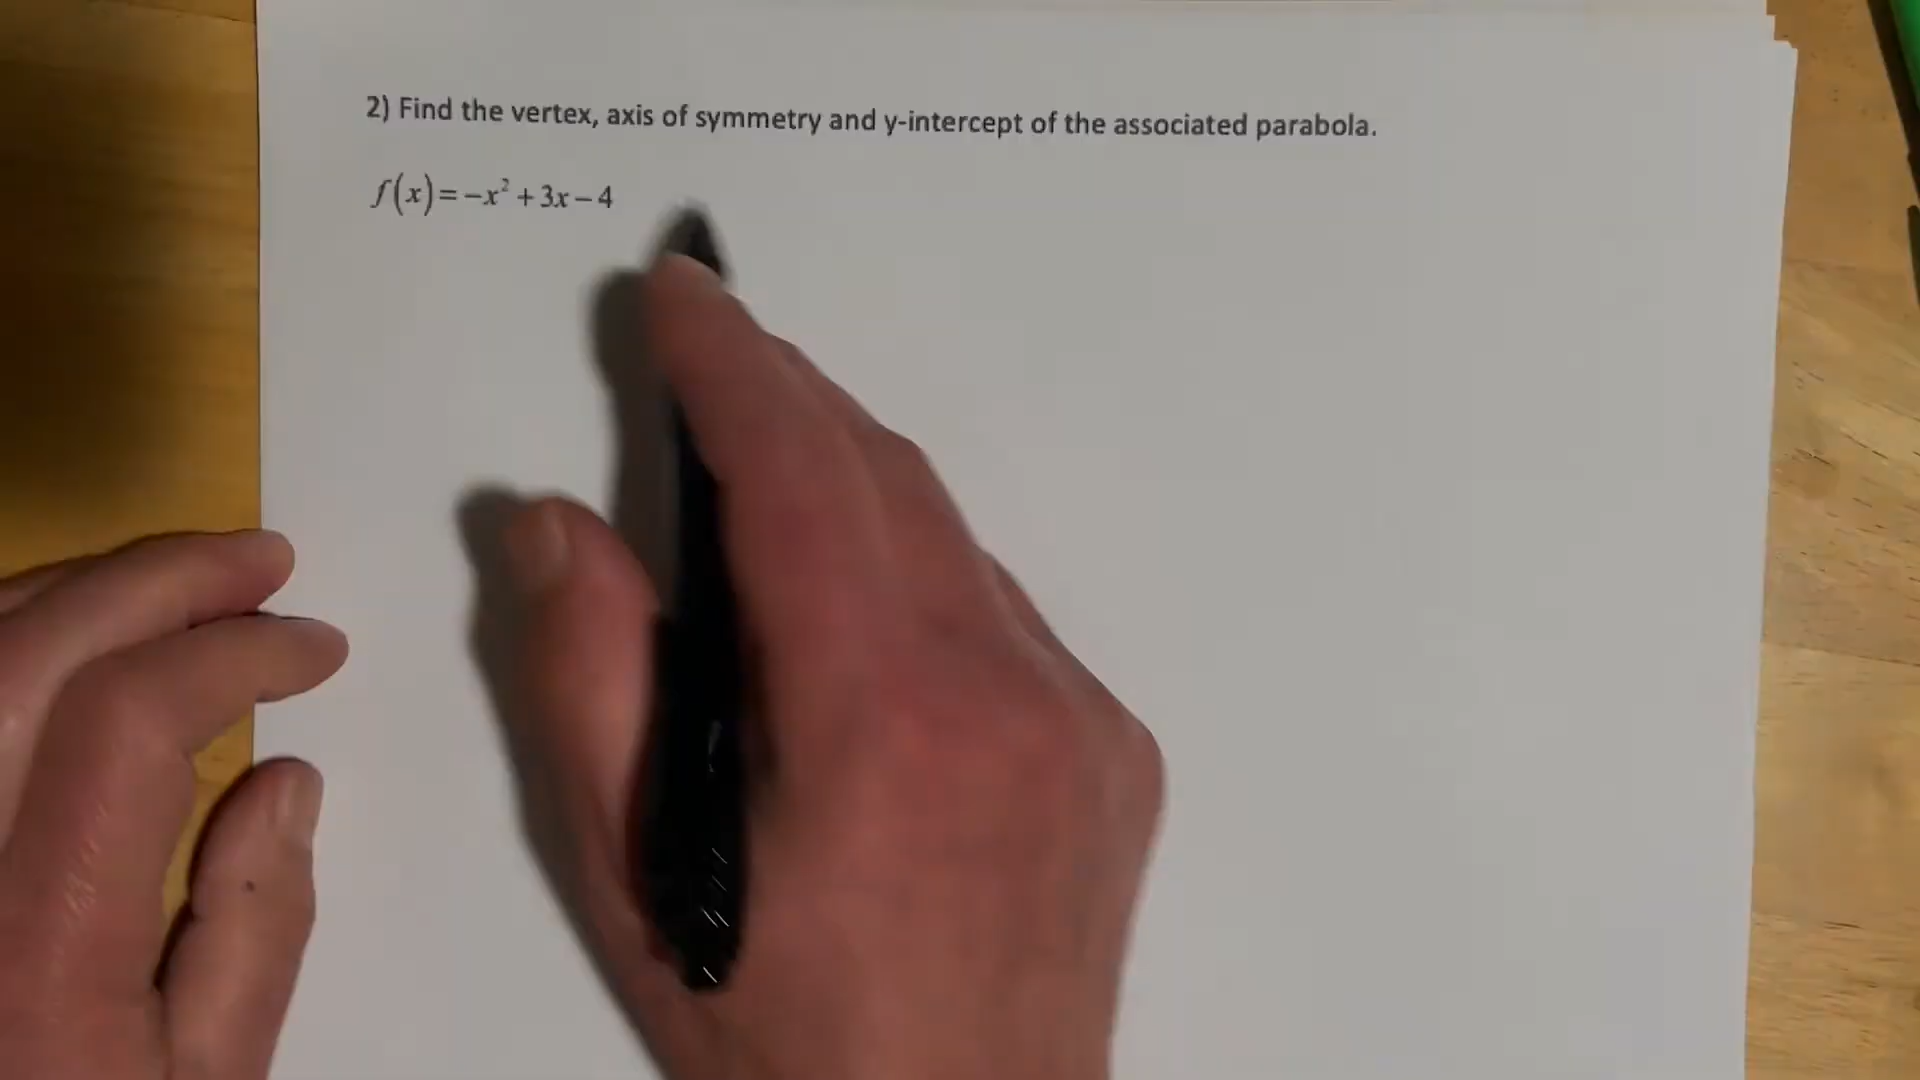 2) Find the vertex, axis of symmetry and y-intercept of the associated parabola.
f(x)=-x²+3x-4